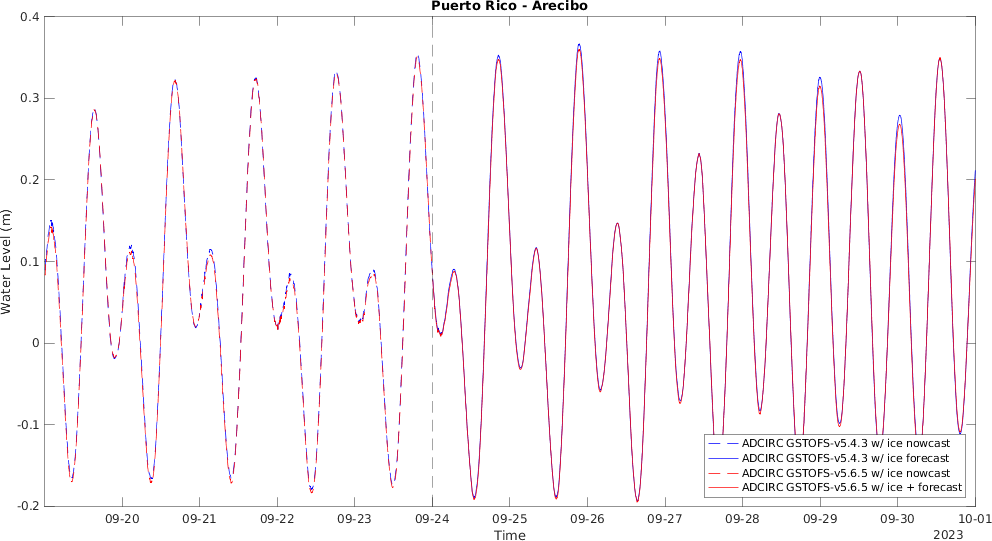 Puerto Rico - Arecibo
0.4
0.3
0.2
0.1
0
-0.1
-0.2
Water Level (m)
ADCIRC GSTOFS-v5.4.3 w/ ice nowcast
ADCIRC GSTOFS-v5.4.3 w/ ice forecast
ADCIRC GSTOFS-v5.6.5 w/ ice nowcast
ADCIRC GSTOFS-v5.6.5 w/ ice + forecast
09-20 09-21 09-22 09-23 09-24 09-25 09-26 09-27 09-28 09-29 09-30 10-01
Time
2023